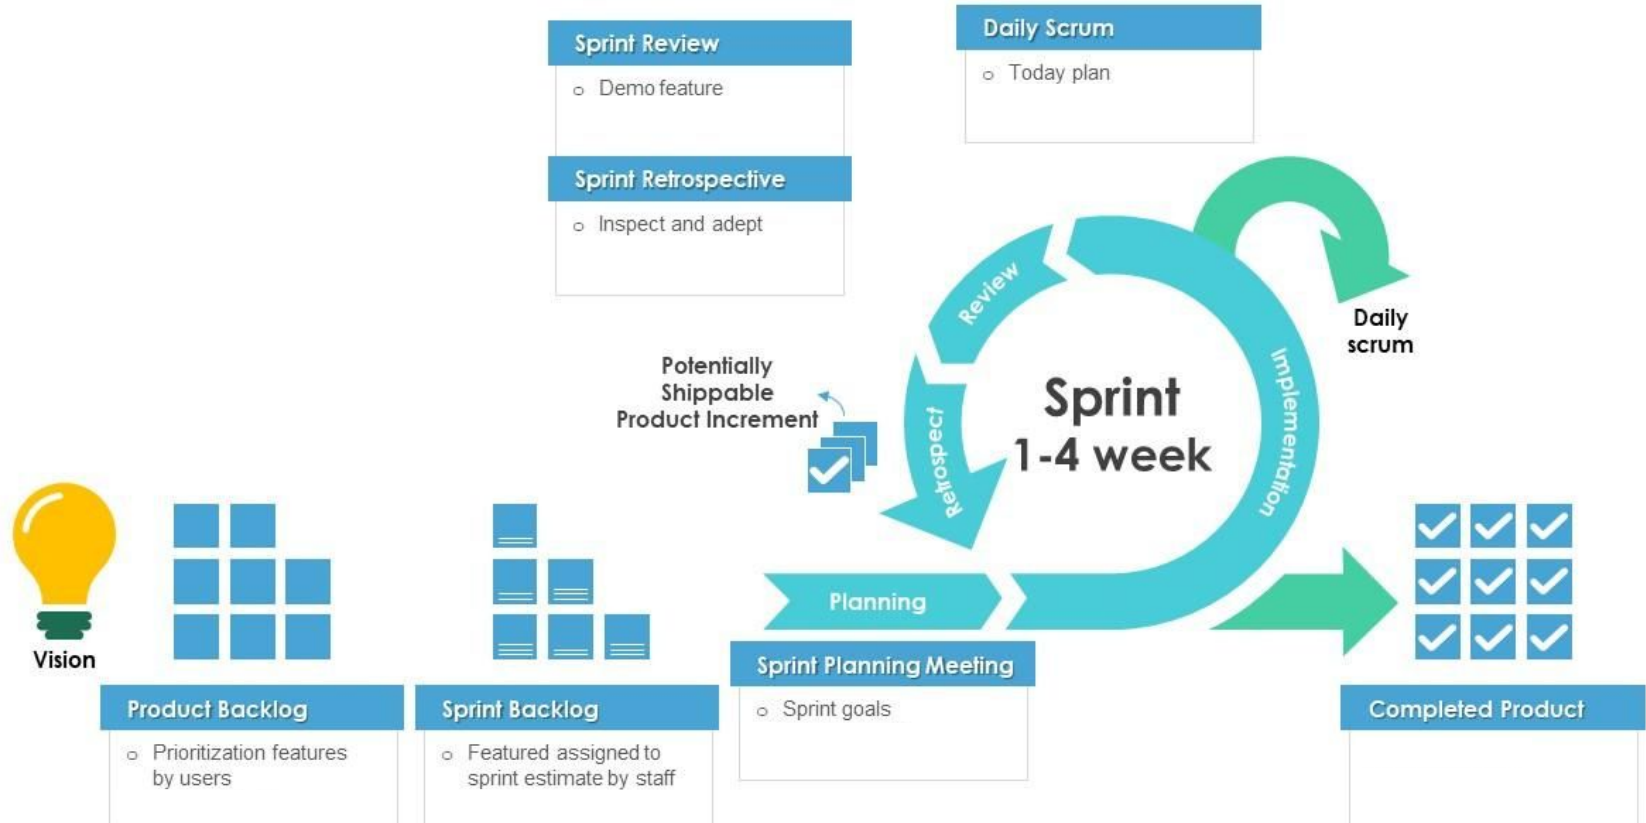 Sprint Review
Demo feature
Sprint Retrospective
Inspect and adept
Daily Scrum
Today plan
Review
Retrospect
Implementation
Daily
scrum
Sprint
1-4 week
Potentially
Shippable
Product Increment
Planning
Vision
Product Backlog
Prioritization features
by users
Sprint Backlog
Featured assigned to
sprint estimate by staff
Sprint Planning Meeting
Sprint goals
Completed Product